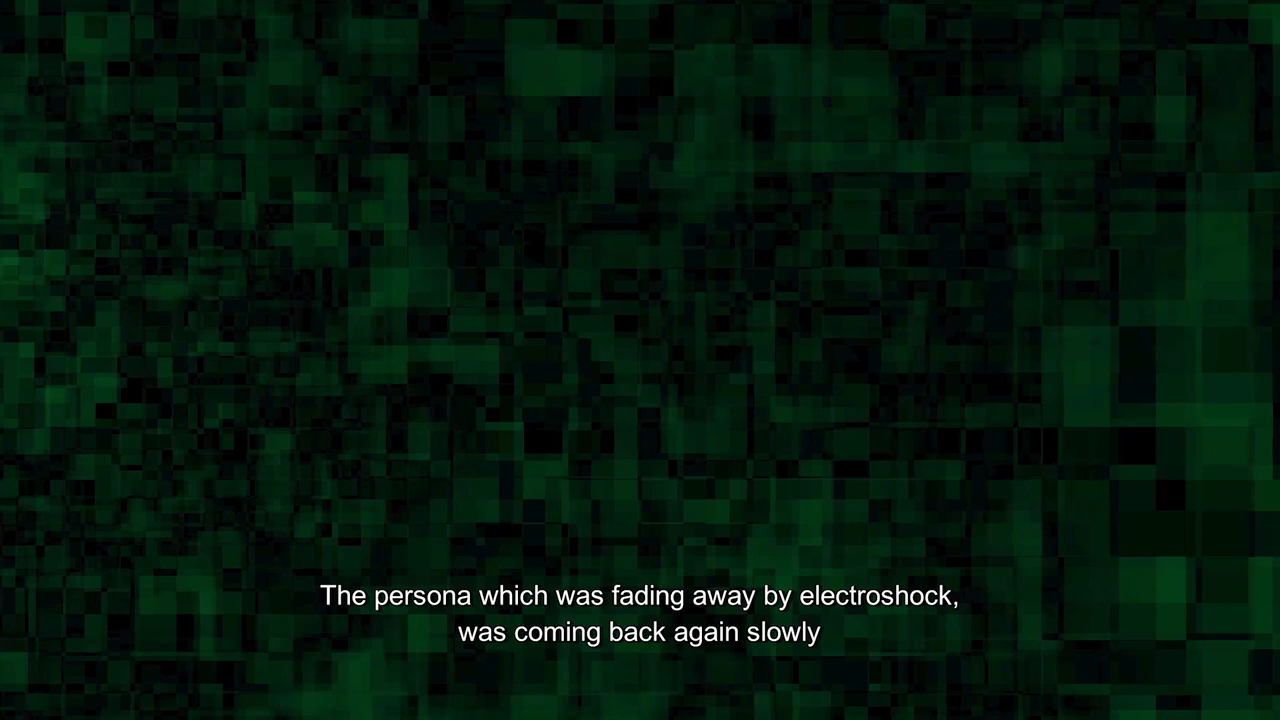 The persona which was fading away by electroshock,
was coming back again slowly